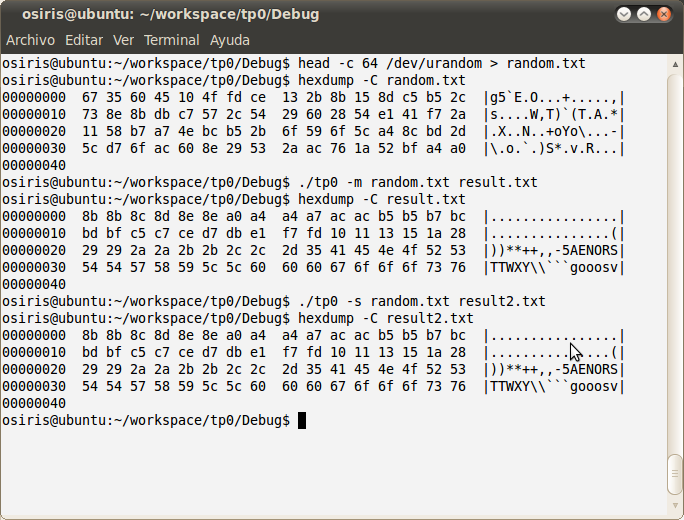 osiris@ubuntu: ~/workspace/tp0/Debug
Archivo Editar Ver Terminal Ayuda
osiris@ubuntu:~/workspace/tp0/Debug$ head -c 64 /dev/urandom > random.txt
osiris@ubuntu:~/workspace/tp0/Debug$ hexdump -C random.txt
00000000  67 35 60 45 10 4f fd ce  13 2b 8b 15 8d c5 b5 2c  |g5`E.O...+.....,|
00000010  73 8e 8b db c7 57 2c 54  29 60 28 54 e1 41 f7 2a  |s....W,T)`(T.A.*|
00000020  11 58 b7 a7 4e bc b5 2b  6f 59 6f 5c a4 8c bd 2d  |.X..N..+oYo\...-|
00000030  5c d7 6f ac 60 8e 29 53  2a ac 76 1a 52 bf a4 a0  |\.o.`.)S*.v.R...|
00000040
osiris@ubuntu:~/workspace/tp0/Debug$ ./tp0 -m random.txt result.txt
osiris@ubuntu:~/workspace/tp0/Debug$ hexdump -C result.txt
00000000  8b 8b 8c 8d 8e 8e a0 a4  a4 a7 ac ac b5 b5 b7 bc  |................|
00000010  bd bf c5 c7 ce d7 db e1  f7 fd 10 11 13 15 1a 28  |...............(|
00000020  29 29 2a 2a 2b 2b 2c 2c  2d 35 41 45 4e 4f 52 53  |))**++,,-5AENORS|
00000030  54 54 57 58 59 5c 5c 60  60 60 67 6f 6f 6f 73 76  |TTWXY\\```gooosv|
00000040
osiris@ubuntu:~/workspace/tp0/Debug$ ./tp0 -s random.txt result2.txt
osiris@ubuntu:~/workspace/tp0/Debug$ hexdump -C result2.txt
00000000  8b 8b 8c 8d 8e 8e a0 a4  a4 a7 ac ac b5 b5 b7 bc  |................|
00000010  bd bf c5 c7 ce d7 db e1  f7 fd 10 11 13 15 1a 28  |...............(|
00000020  29 29 2a 2a 2b 2b 2c 2c  2d 35 41 45 4e 4f 52 53  |))**++,,-5AENORS|
00000030  54 54 57 58 59 5c 5c 60  60 60 67 6f 6f 6f 73 76  |TTWXY\\```gooosv|
00000040
osiris@ubuntu:~/workspace/tp0/Debug$